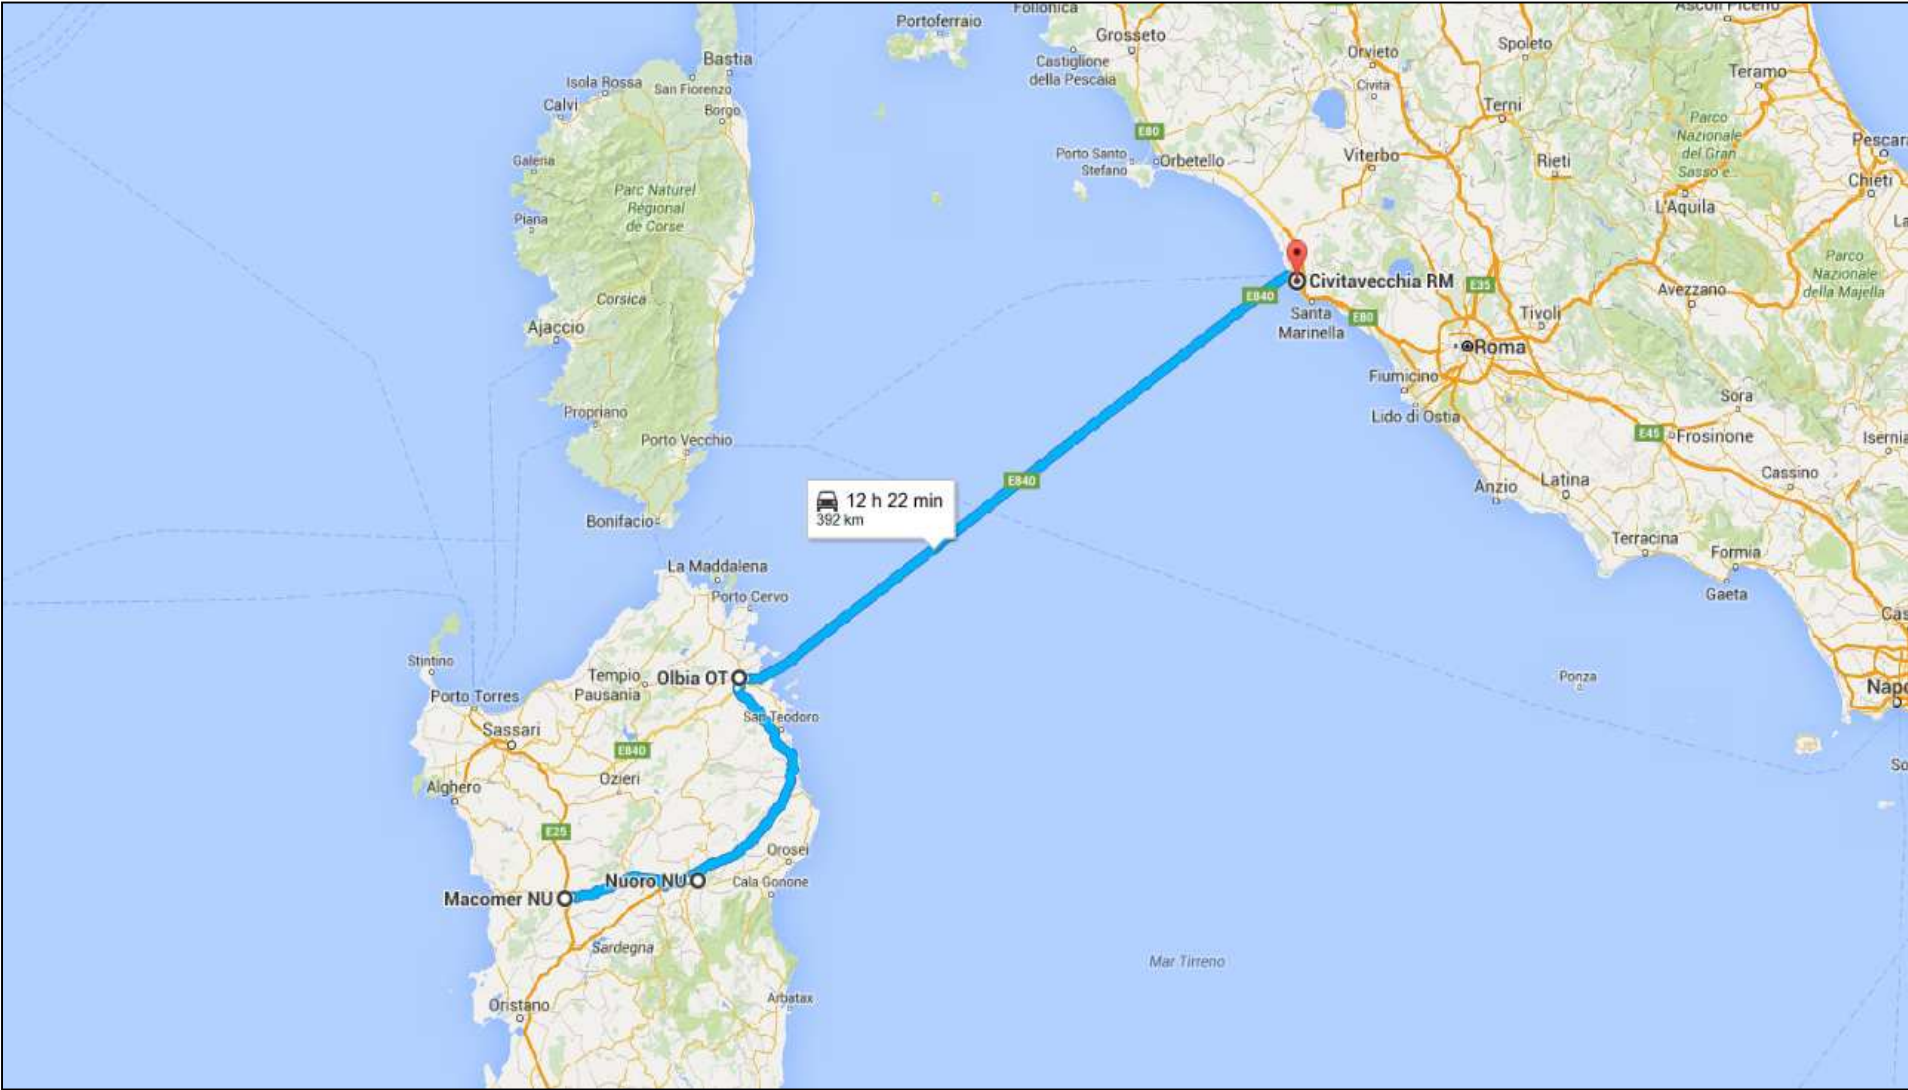 Portoferraio
Follonica
Ascoli Piceno
Grosseto
Orvieto
Spoleto
Bastia
Castiglione
della Pescaia
Teramo
Isola Rossa
San Fiorenzo
Civita
Calvi
Borgo
Terni
Parco
Nazionale
del Gran
Sasso e...
E80
Pescar
Porto Santo
Stefano
Orbetello
Viterbo
Rieti
Galeria
Chieti
Parc Naturel
Régional
de Corse
L'Aquila
Piana
La
Parco
Nazionale
della Majella
Civitavecchia RM
E35
Avezzano
E840
Corsica
Santa
Marinella
E80
Tivoli
Ajaccio
Roma
Fiumicino
Sora
Propriano
Lido di Ostia
Porto Vecchio
E45
Frosinone
Isernia
Cassino
E840
Latina
Anzio
12 h 22 min
392 km
Bonifacio
Terracina
Formia
La Maddalena
Porto Cervo
Gaeta
Cas
Stintino
Tempio
Pausania
Olbia OT
Ponza
Porto Torres
Napo
San Teodoro
Sassari
E840
Ozieri
So
Alghero
E25
Orosei
Nuoro NU
Cala Gonone
Macomer NU
Sardegna
Mar Tirreno
Arbatax
Oristano